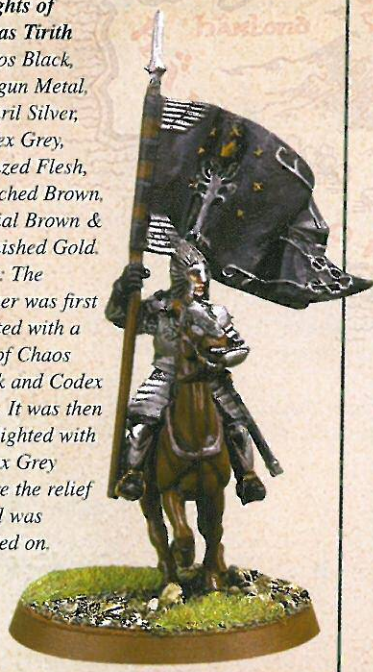 ghts of
as Tirith
os Black,
gun Metal,
ril Silver,
ex Grey,
zed Flesh,
ched Brown,
ial Brown &
nished Gold.
: The
er was first
ted with a
of Chaos
k and Codex
. It was then
ighted with
x Grey
e the relief
l was
ed on.